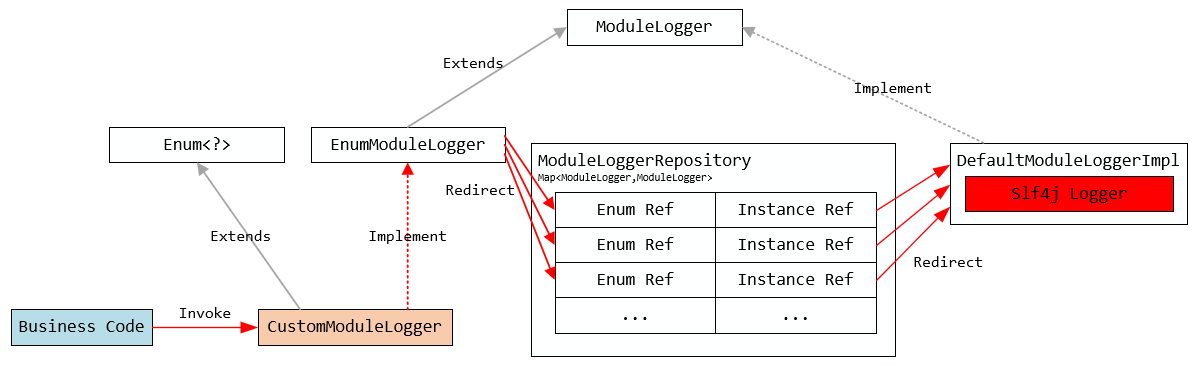 ModuleLogger
Extends
Implement
Enum<?>
EnumModuleLogger
ModuleLoggerRepository
Map<ModuleLogger,ModuleLogger>
DefaultModuleLoggerImpl
Slf4j Logger
Redirect
Enum Ref
Instance Ref
Enum Ref
Instance Ref
Enum Ref
Instance Ref
...
...
Redirect
Extends
Implement
Business Code
Invoke
CustomModuleLogger